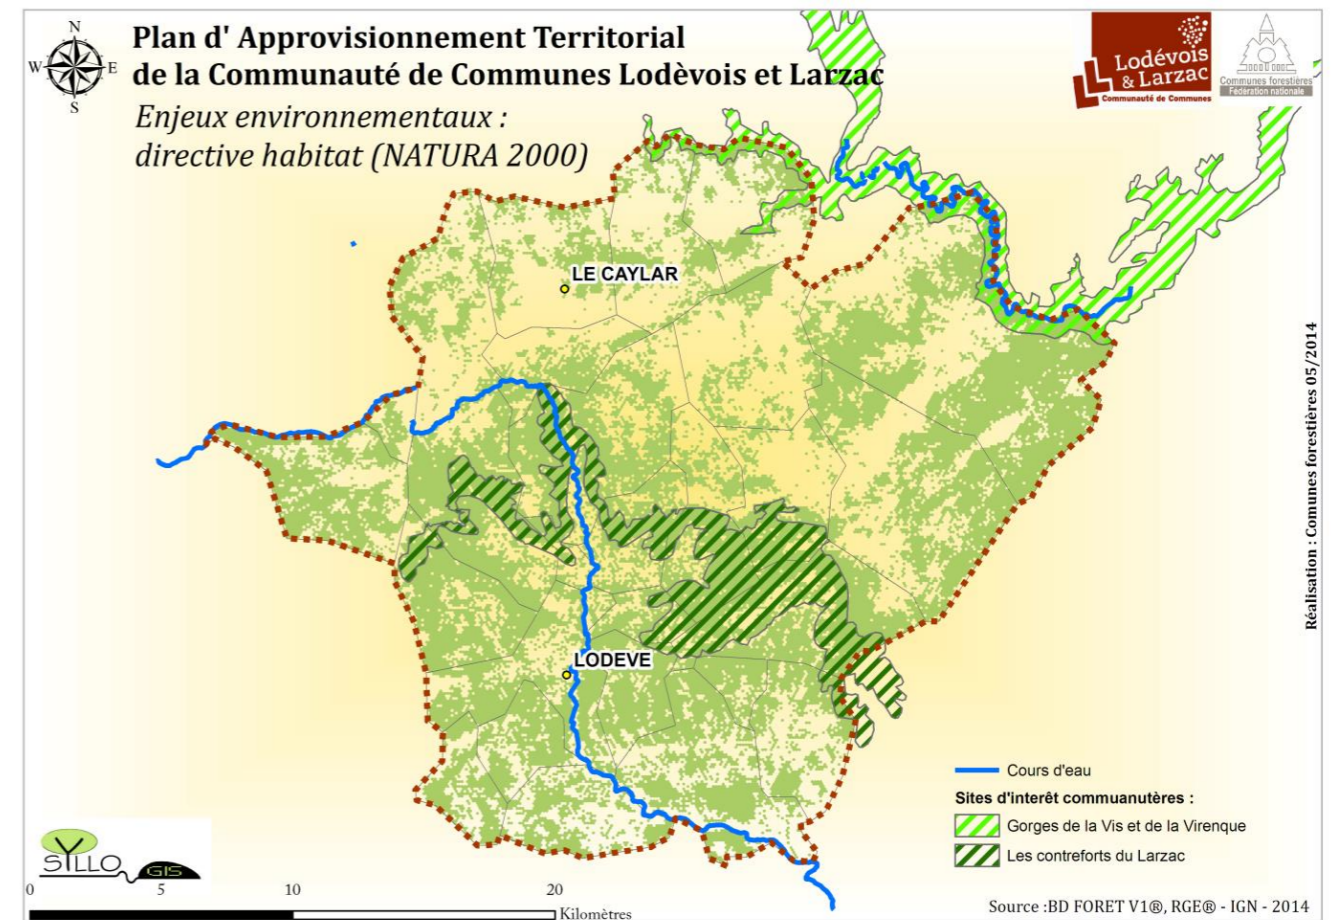 N
W
E
S
Plan d' Approvisionnement Territorial
de la Communauté de Communes Lodèvois et Larzac
Enjeux environnementaux :
directive habitat (NATURA 2000)
Lodévois
& Larzac
Communauté de Communes
Communes forestières
Fédération nationale
LE CAYLAR
LODEVE
Réalisation : Comunes forestières 05/2014
Cours d'eau
Sites d'interêt commuanutères :
Gorges de la Vis et de la Virenque
Les contreforts du Larzac
SYLLO
GIS
0 5 10 20
Kilomètres
Source :BD FORET V1®, RGE® - IGN - 2014